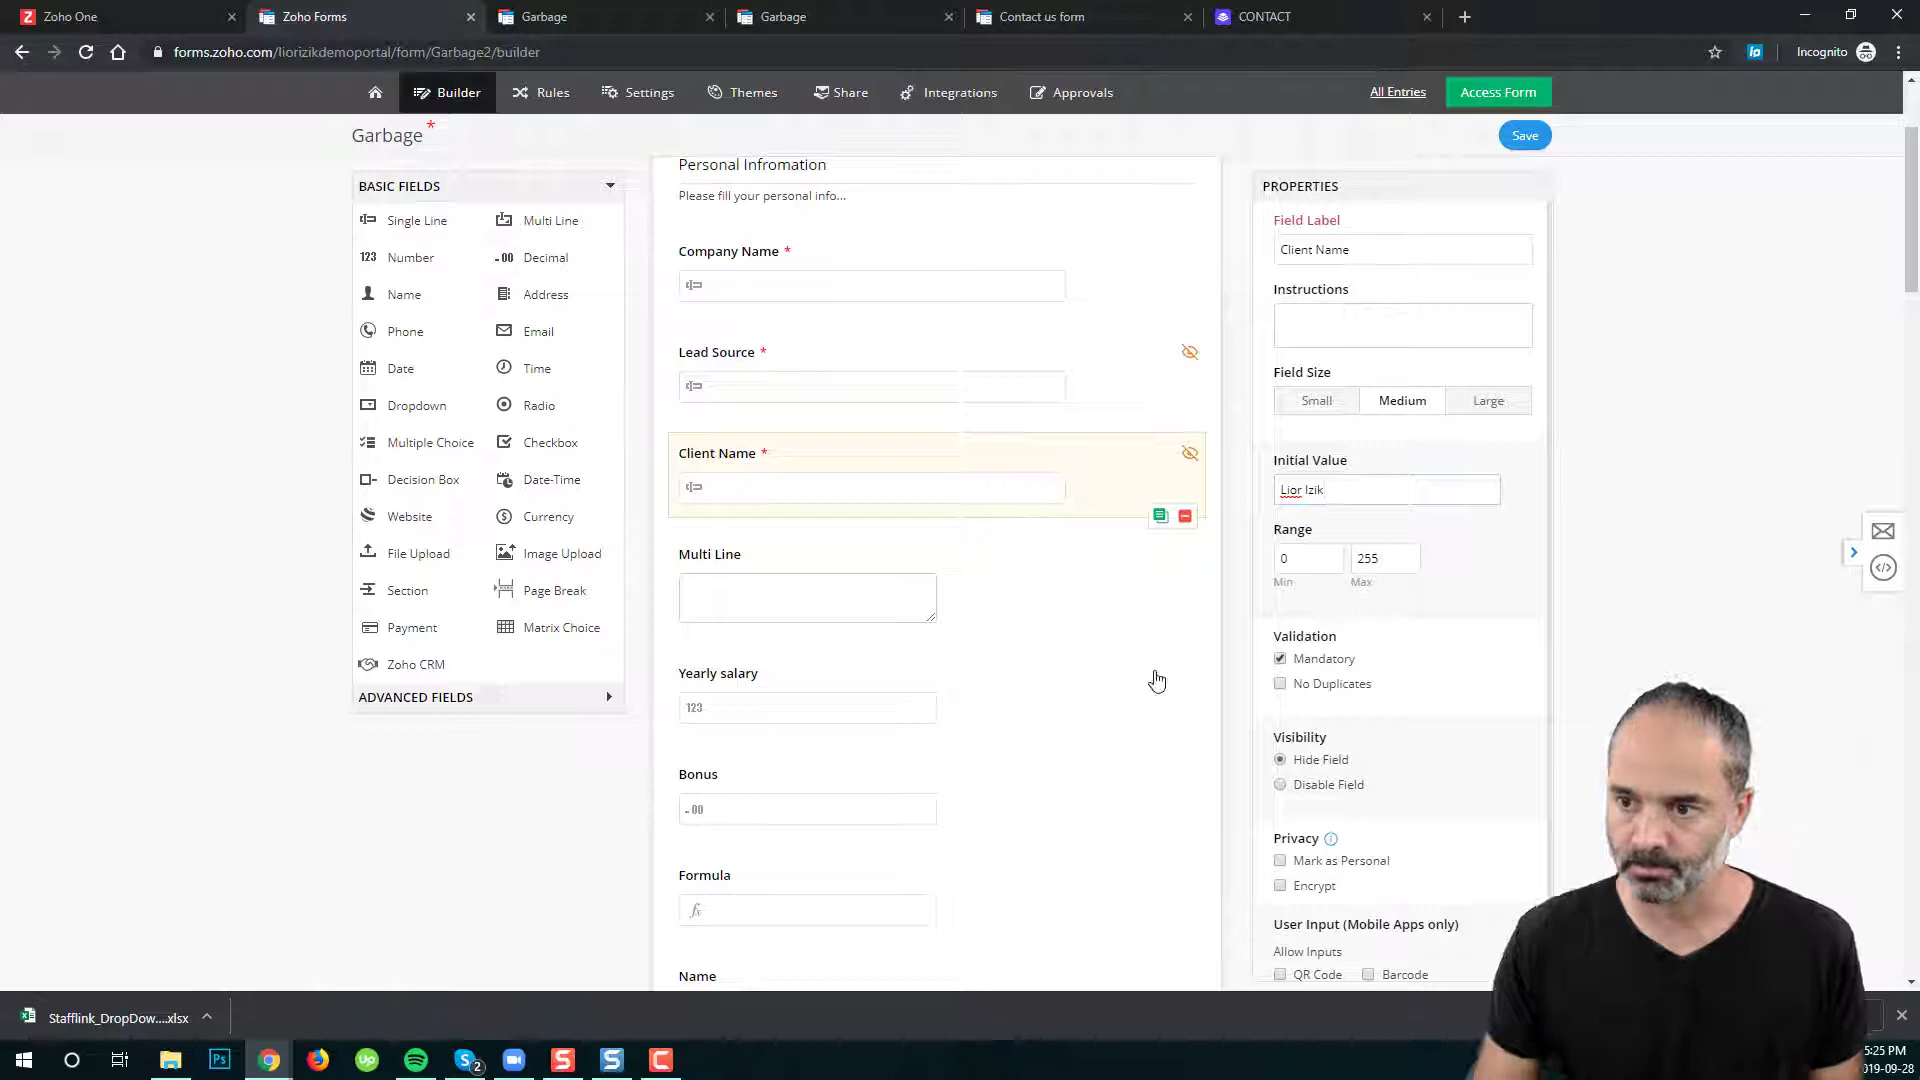 Zoho One
Zoho Forms
Garbage
Garbage
Contact us form
CONTACT
forms.zoho.com/liorizikdemoportal/form/Garbage2/builder
Incognito
Builder
Rules
Settings
Themes
Share
Integrations
Approvals
All Entries
Access Form
Garbage *
Save
BASIC FIELDS
Single Line
Multi Line
Number
Decimal
Name
Address
Phone
Email
Date
Time
Dropdown
Radio
Multiple Choice
Checkbox
Decision Box
Date-Time
Website
Currency
File Upload
Image Upload
Section
Page Break
Payment
Matrix Choice
Zoho CRM
ADVANCED FIELDS
Personal Infromation
Please fill your personal info...
Company Name *
Lead Source *
Client Name *
Multi Line
Yearly salary
123
Bonus
Formula
Name
PROPERTIES
Field Label
Client Name
Instructions
Field Size
Small Medium Large
Initial Value
Lior Izik
Range
0 255
Min Max
Validation
Mandatory
No Duplicates
Visibility
Hide Field
Disable Field
Privacy
Mark as Personal
Encrypt
User Input (Mobile Apps only)
Allow Inputs
QR Code Barcode
Stafflink_DropDow....xlsx
5:25 PM
019-09-28